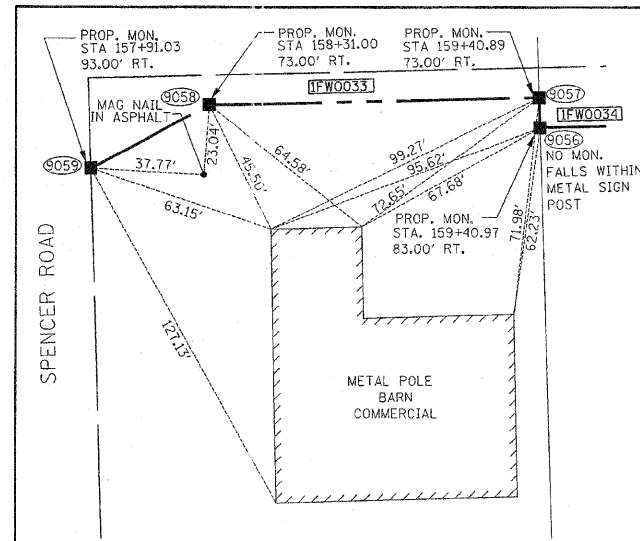 PROP. MON.
STA 157+91.03
93.00' RT.
PROP. MON.
STA 158+31.00
73.00' RT.
PROP. MON.
STA 159+40.89
73.00' RT.
1FW0033
9058
9057
MAG NAIL
IN ASPHALT
1FW0034
9056
9059
37.77'
23.04'
45.50'
64.58'
99.27'
95.62'
72.65'
67.68'
NO MON.
FALLS WITHIN
METAL SIGN
POST
63.15'
PROP. MON.
STA. 159+40.97
83.00' RT.
71.98'
62.23'
127.13'
SPENCER ROAD
METAL POLE
BARN
COMMERCIAL